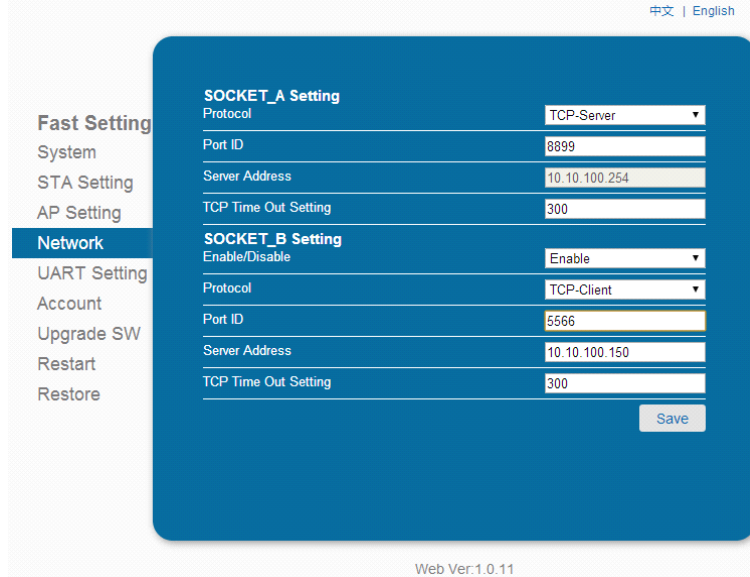 中文 | English
Fast Setting
System
STA Setting
AP Setting
Network
UART Setting
Account
Upgrade SW
Restart
Restore
SOCKET_A Setting
Protocol TCP-Server
Port ID 8899
Server Address 10.10.100.254
TCP Time Out Setting 300
SOCKET_B Setting
Enable/Disable Enable
Protocol TCP-Client
Port ID 5566
Server Address 10.10.100.150
TCP Time Out Setting 300
Save
Web Ver:1.0.11